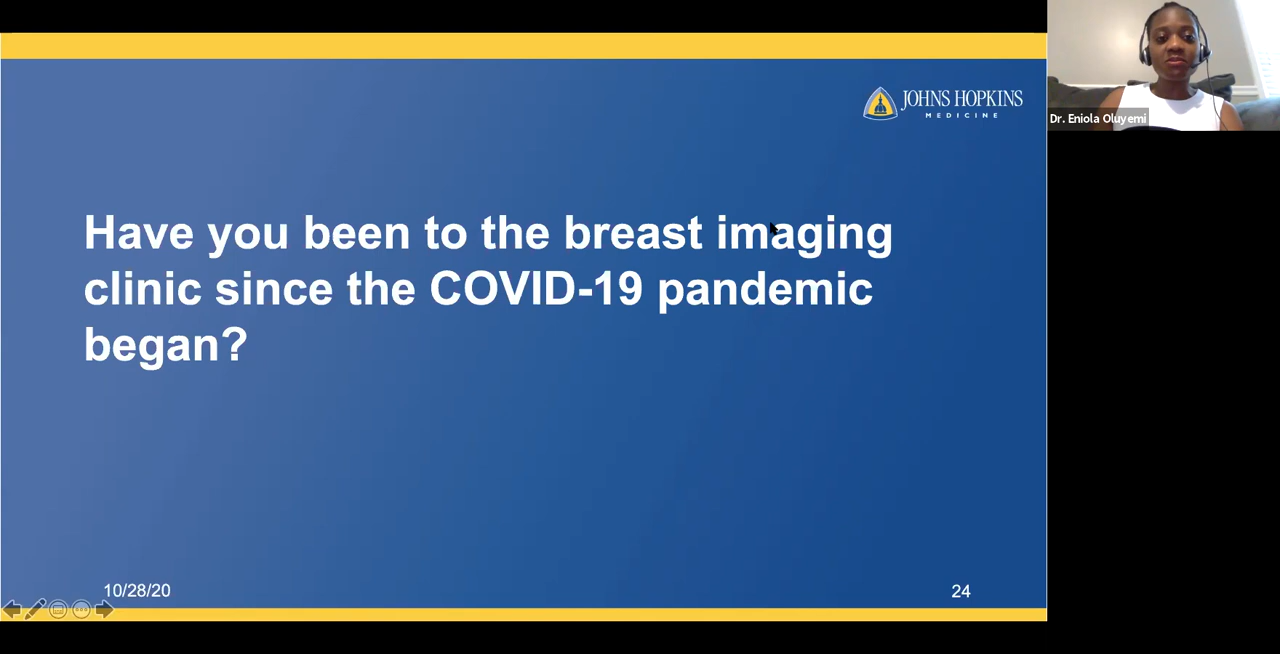 JOHNS HOPKINS
MEDICINE
Dr. Eniola Oluyemi
Have you been to the breast imaging
clinic since the COVID-19 pandemic
began?
10/28/20
24